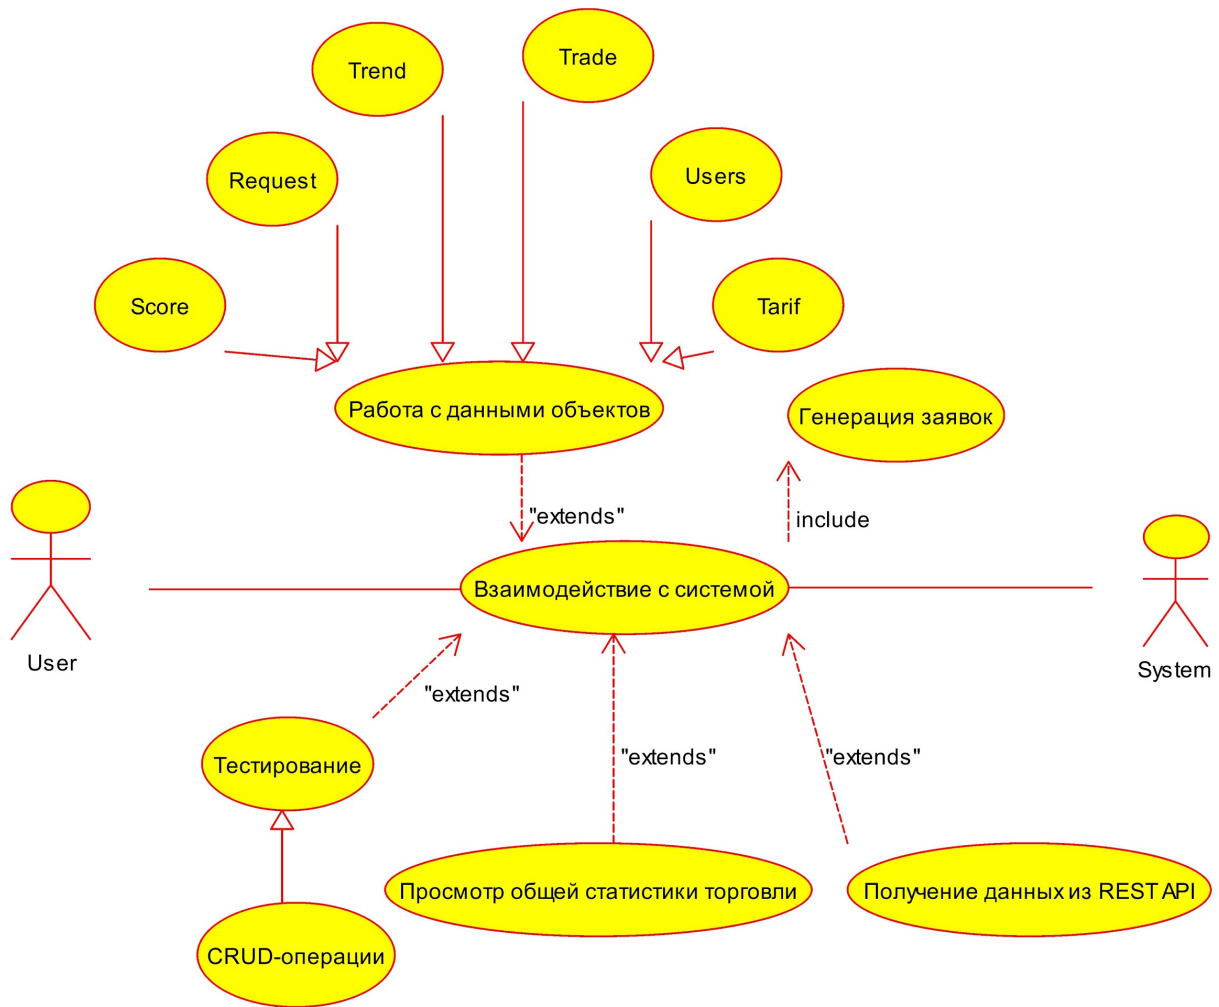 Trade
Trend
Users
Request
Score
Tarif
Работа с данными объектов
Генерация заявок
"extends"
include
Взаимодействие с системой
User
System
"extends"
"extends"
"extends"
Тестирование
Просмотр общей статистики торговли
Получение данных из REST API
CRUD-операции